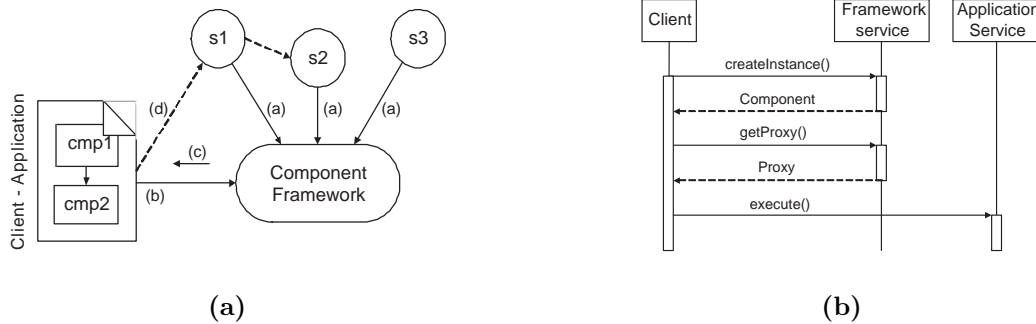 s1
s2
s3
(d)
(a)
(a)
(a)
Client - Application
cmp1
cmp2
(c)
(b)
Component
Framework
(a)
Client
Framework
service
Application
Service
createInstance()
Component
getProxy()
Proxy
execute()
(b)